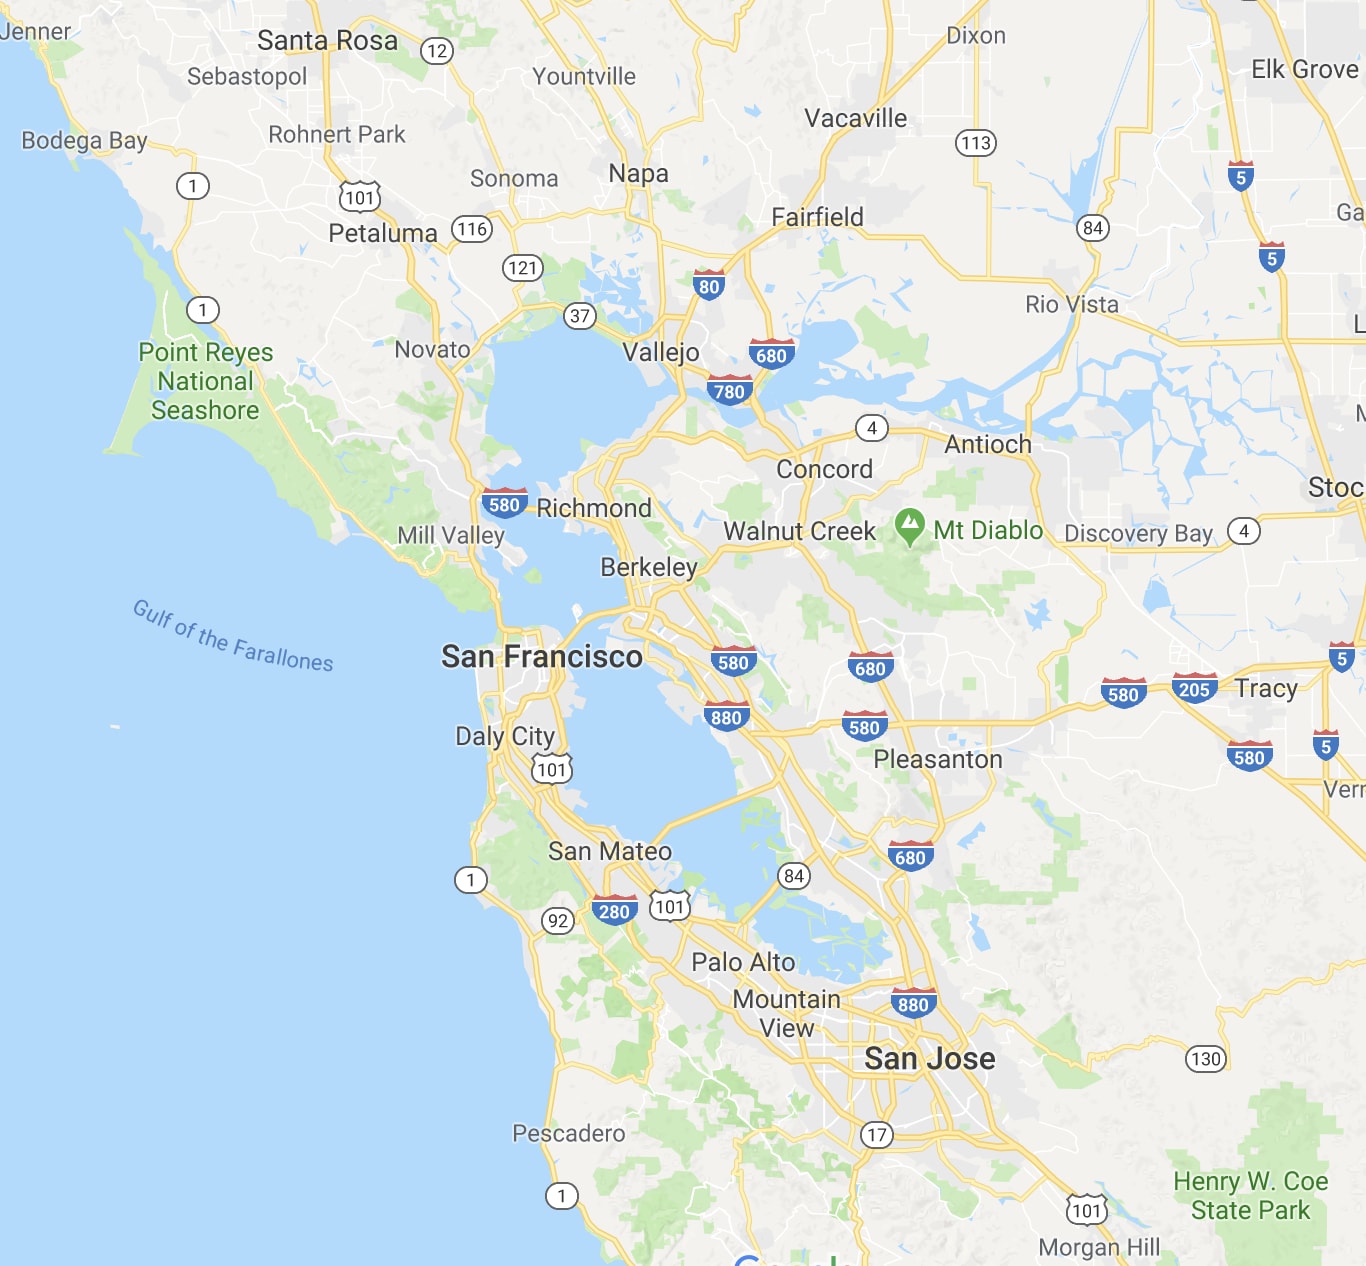 Jenner
Santa Rosa
12
Dixon
Elk Grove
Sebastopol
Yountville
Vacaville
Bodega Bay
Rohnert Park
113
1
101
Sonoma
Napa
5
Petaluma
116
Fairfield
84
Ga
121
80
5
1
37
Rio Vista
Point Reyes
National
Seashore
Novato
Vallejo
680
780
4
Antioch
Concord
Stoc
580
Richmond
Mill Valley
Walnut Creek
Mt Diablo
Discovery Bay
4
Berkeley
Gulf of the Farallones
San Francisco
580
680
5
580
205
Tracy
880
580
Daly City
101
Pleasanton
580
5
Vern
San Mateo
680
1
84
92
280
101
Palo Alto
Mountain
View
880
San Jose
130
Pescadero
17
1
Henry W. Coe
State Park
101
Morgan Hill